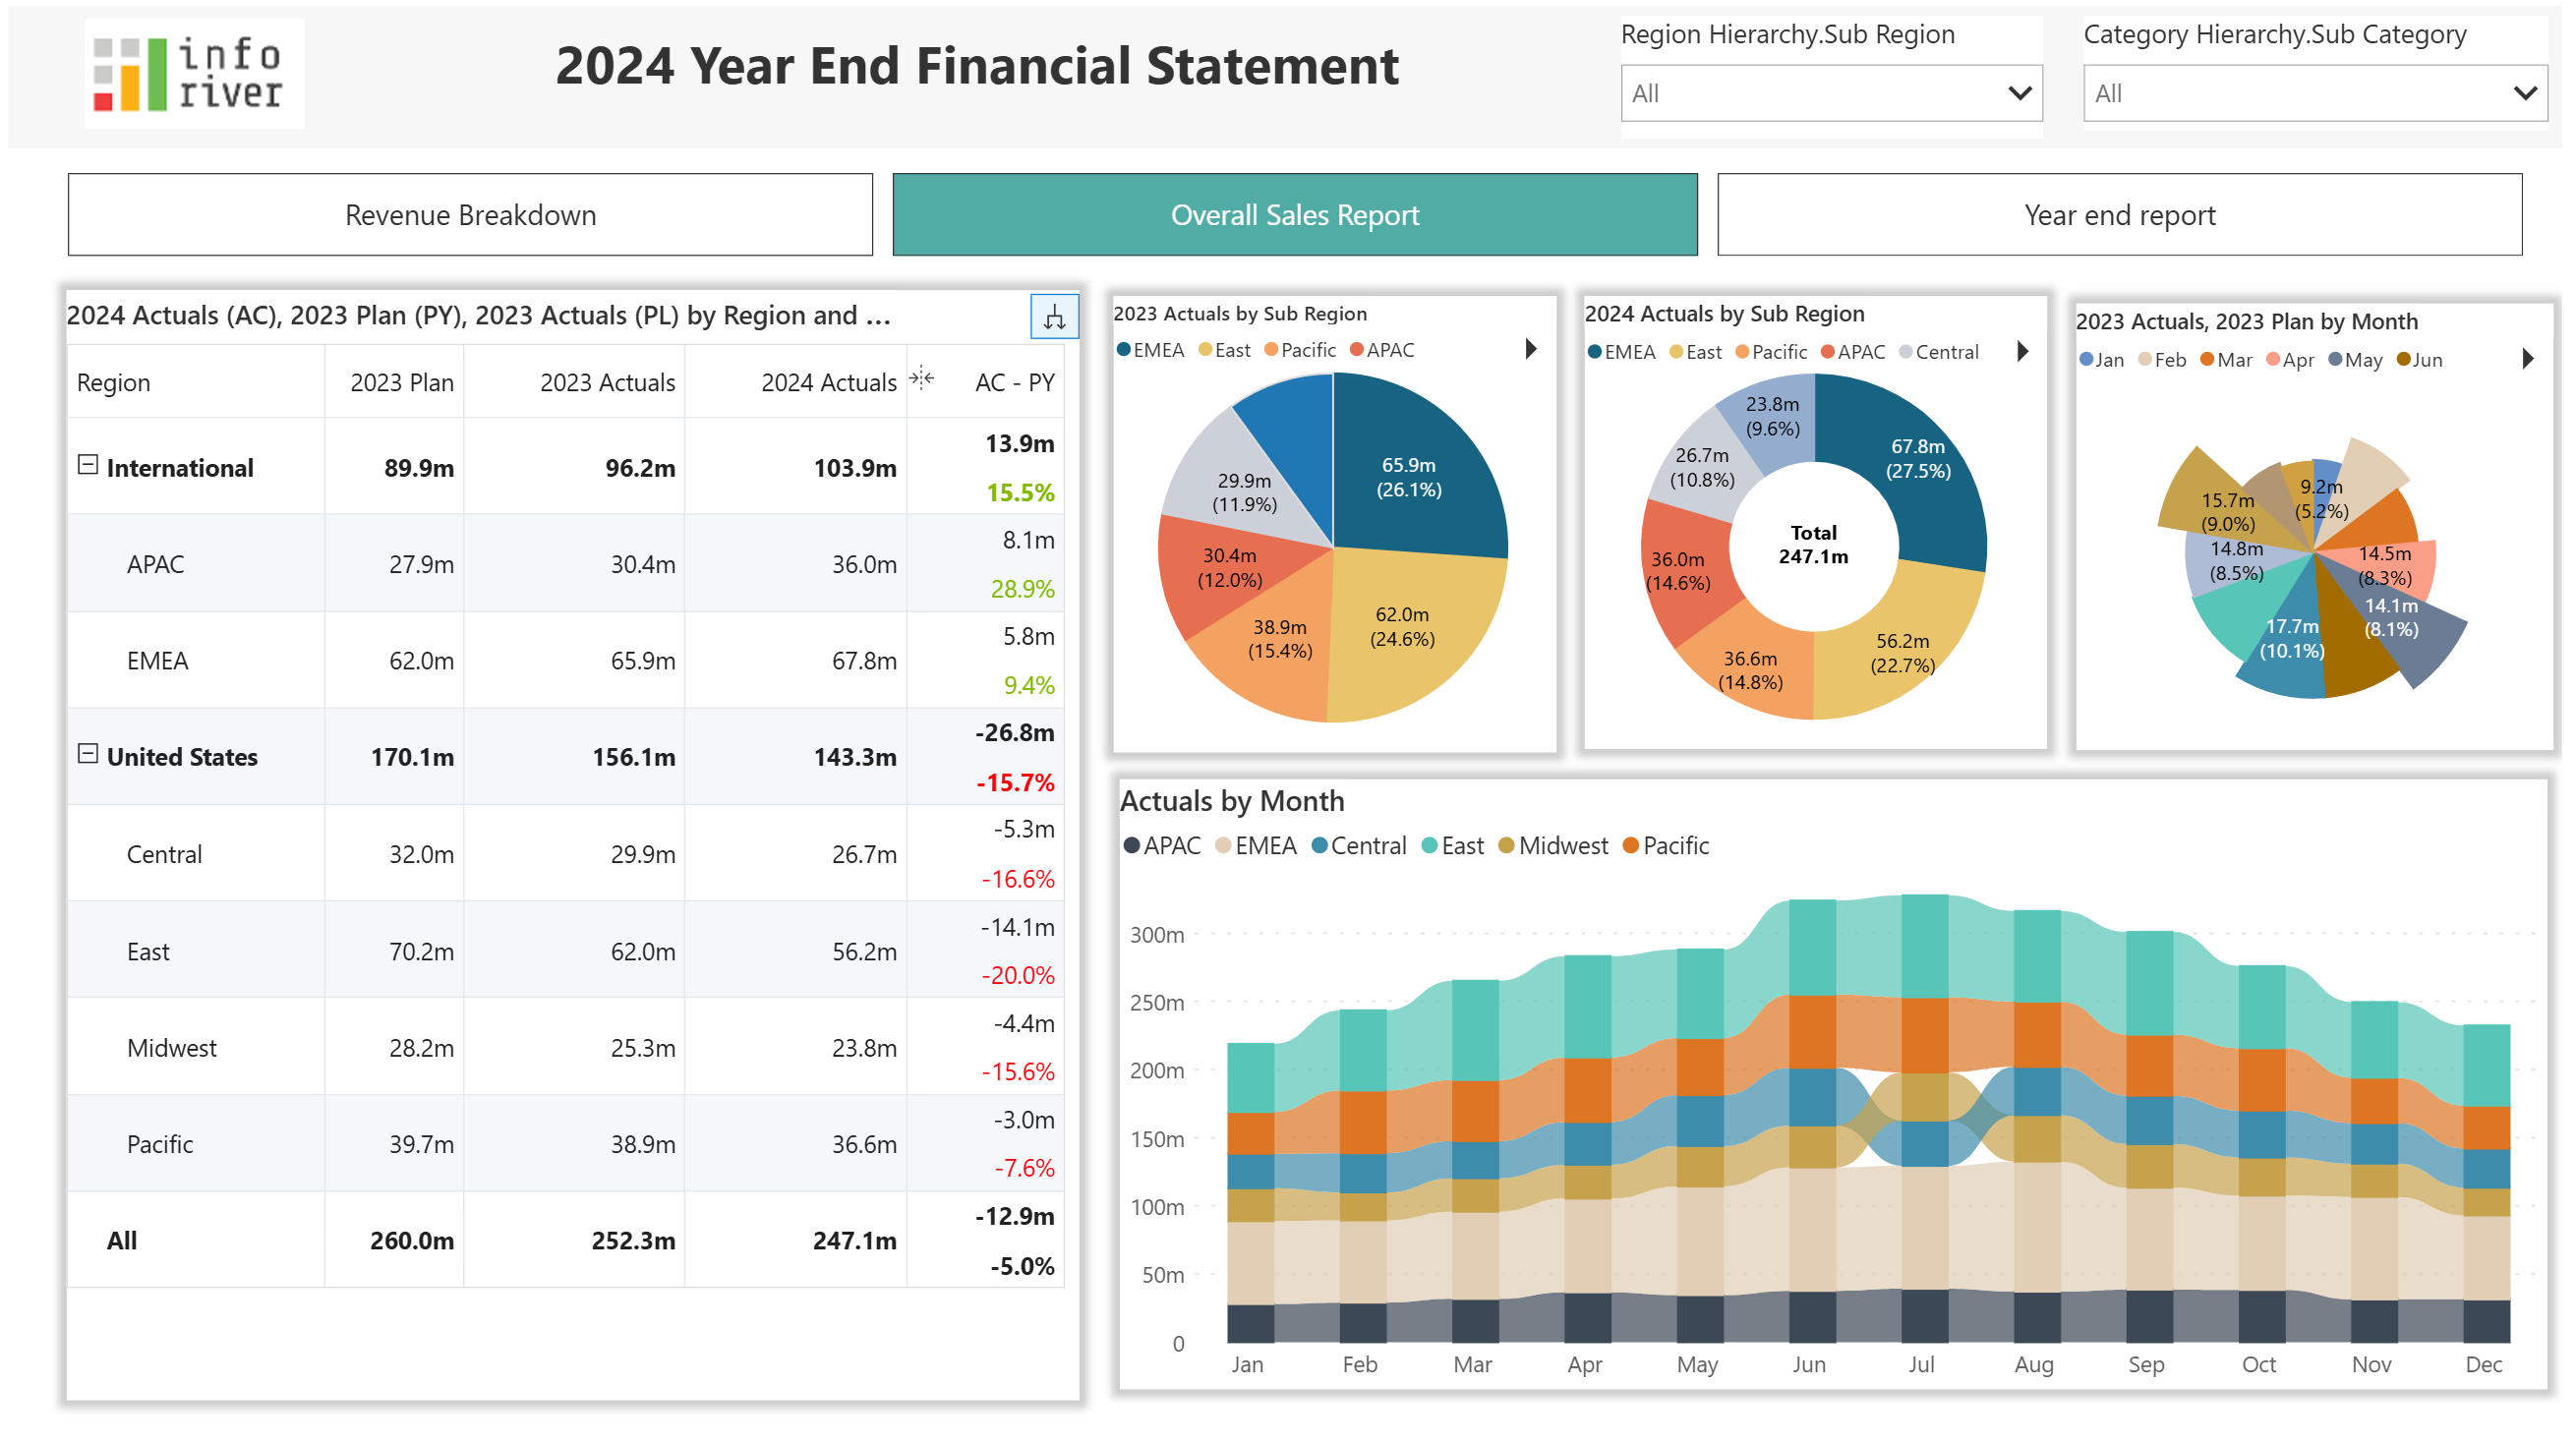 info
river
2024 Year End Financial Statement
Region Hierarchy.Sub Region
All
Category Hierarchy.Sub Category
All
Revenue Breakdown
Overall Sales Report
Year end report
2024 Actuals (AC), 2023 Plan (PY), 2023 Actuals (PL) by Region and ...
Region 2023 Plan 2023 Actuals 2024 Actuals AC - PY
International 89.9m 96.2m 103.9m 13.9m
15.5%
APAC 27.9m 30.4m 36.0m 8.1m
28.9%
EMEA 62.0m 65.9m 67.8m 5.8m
9.4%
United States 170.1m 156.1m 143.3m -26.8m
-15.7%
Central 32.0m 29.9m 26.7m -5.3m
-16.6%
East 70.2m 62.0m 56.2m -14.1m
-20.0%
Midwest 28.2m 25.3m 23.8m -4.4m
-15.6%
Pacific 39.7m 38.9m 36.6m -3.0m
-7.6%
All 260.0m 252.3m 247.1m -12.9m
-5.0%
2023 Actuals by Sub Region
EMEA East Pacific APAC
65.9m
(26.1%)
62.0m
(24.6%)
38.9m
(15.4%)
30.4m
(12.0%)
29.9m
(11.9%)
2024 Actuals by Sub Region
EMEA East Pacific APAC Central
67.8m
(27.5%)
56.2m
(22.7%)
36.6m
(14.8%)
36.0m
(14.6%)
26.7m
(10.8%)
23.8m
(9.6%)
Total
247.1m
2023 Actuals, 2023 Plan by Month
Jan Feb Mar Apr May Jun
9.2m
(5.2%)
14.5m
(8.3%)
14.1m
(8.1%)
17.7m
(10.1%)
14.8m
(8.5%)
15.7m
(9.0%)
Actuals by Month
APAC EMEA Central East Midwest Pacific
300m
250m
200m
150m
100m
50m
0
Jan Feb Mar Apr May Jun Jul Aug Sep Oct Nov Dec